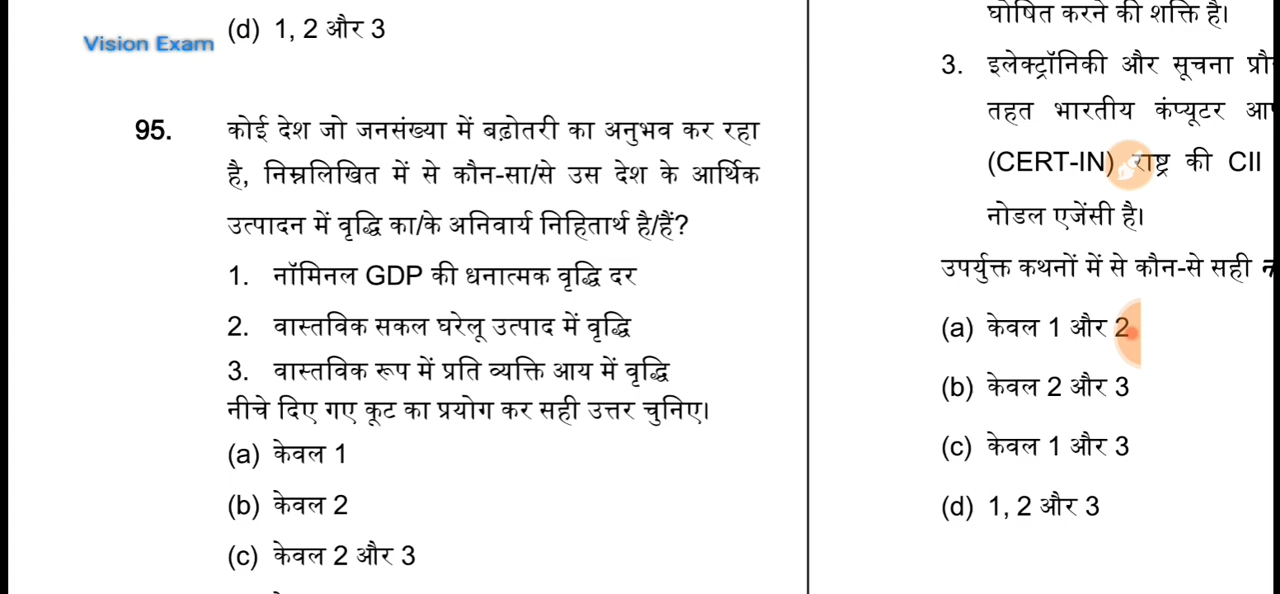 (d) 1, 2 और 3
Vision Exam
95. कोई देश जो जनसंख्या में बढ़ोतरी का अनुभव कर रहा
है, निम्नलिखित में से कौन-सा/से उस देश के आर्थिक
उत्पादन में वृद्धि का/के अनिवार्य निहितार्थ है/हैं?
1. नॉमिनल GDP की धनात्मक वृद्धि दर
2. वास्तविक सकल घरेलू उत्पाद में वृद्धि
3. वास्तविक रूप में प्रति व्यक्ति आय में वृद्धि
नीचे दिए गए कूट का प्रयोग कर सही उत्तर चुनिए।
(a) केवल 1
(b) केवल 2
(c) केवल 2 और 3
घोषित करने की शक्ति है।
3. इलेक्ट्रॉनिकी और सूचना
तहत भारतीय कंप्यूटर
(CERT-IN) राष्ट्र की CII
नोडल एजेंसी है।
उपर्युक्त कथनों में से कौन-से सही
(a) केवल 1 और 2
(b) केवल 2 और 3
(c) केवल 1 और 3
(d) 1, 2 और 3